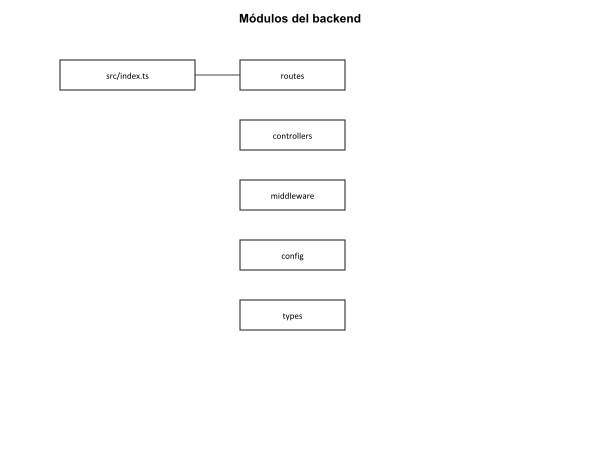 Módulos del backend
src/index.ts
routes
controllers
middleware
config
types